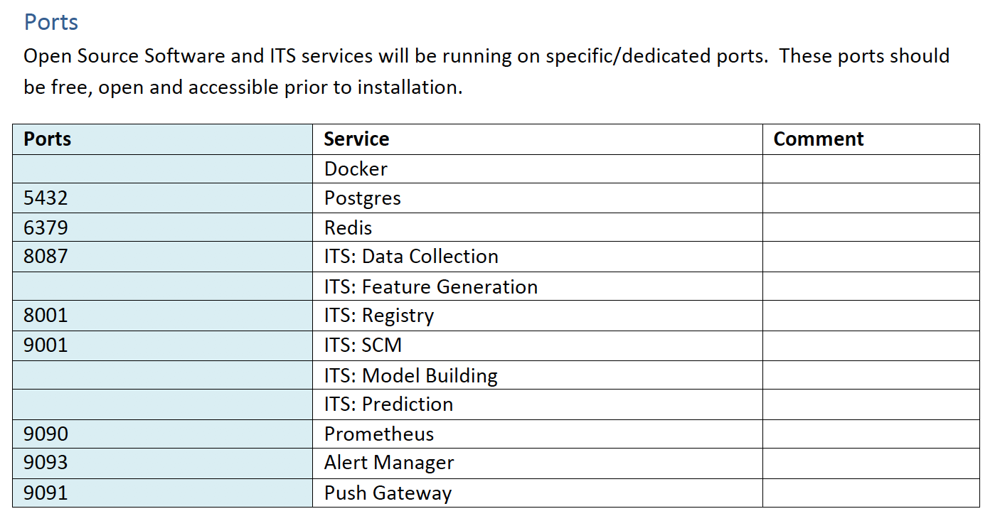 Ports
Open Source Software and ITS services will be running on specific/dedicated ports.  These ports should
be free, open and accessible prior to installation.
Ports Service Comment
Docker
5432 Postgres
6379 Redis
8087 ITS: Data Collection
ITS: Feature Generation
8001 ITS: Registry
9001 ITS: SCM
ITS: Model Building
ITS: Prediction
9090 Prometheus
9093 Alert Manager
9091 Push Gateway